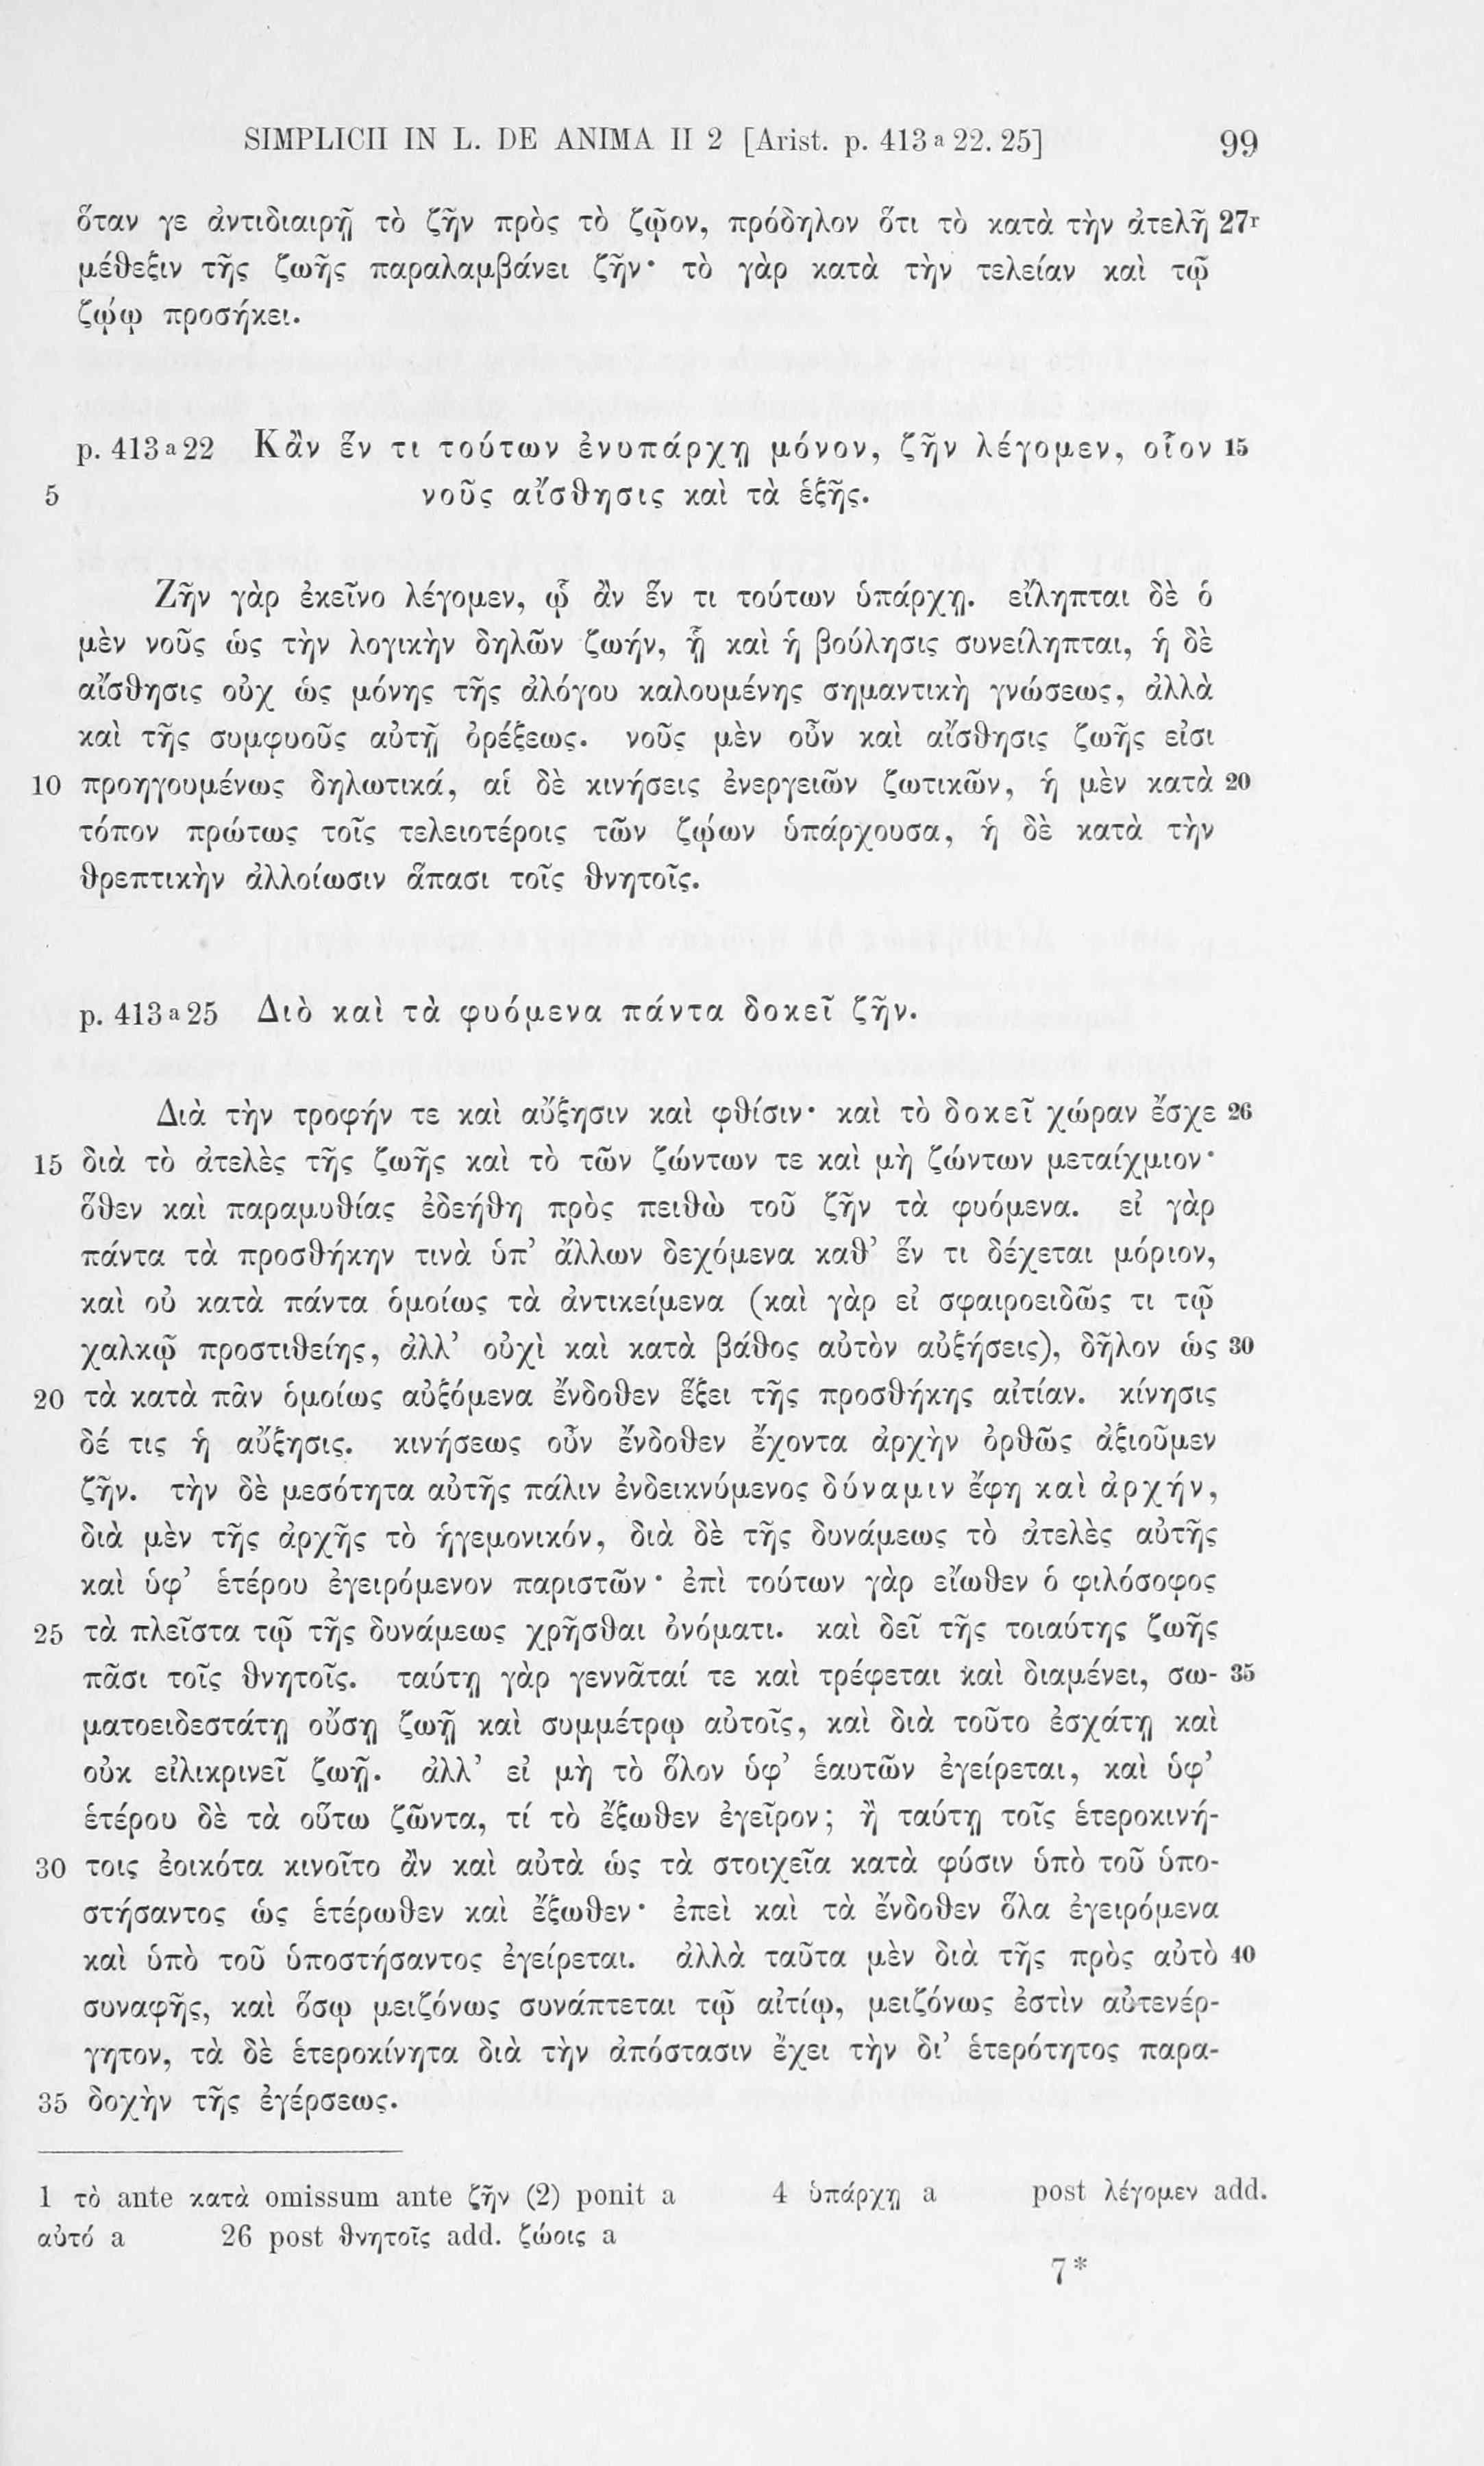 SIMPLICII IN L. DE ANIMA II 2 [Arist. p. 413 a 22. 25] 99
ὅταν γε ἀντιδιαιρῇ τὸ ζῆν πρὸς τὸ ζῷον, πρόδηλον ὅτι τὸ κατὰ τὴν ἀτελῆ 27r
μέθεξιν τῆς ζωῆς παραλαμβάνει ζῆν· τὸ γὰρ κατὰ τὴν τελείαν καὶ τῷ
ζῴῳ προσήκει.
p. 413 a 22 Κἂν ἕν τι τούτων ἐνυπάρχῃ μόνον, ζῆν λέγομεν, οἷον 15
5 νοῦς αἴσθησις καὶ τὰ ἑξῆς.
Ζῆν γὰρ ἐκεῖνο λέγομεν, ᾧ ἂν ἕν τι τούτων ὑπάρχῃ. εἴληπται δὲ ὁ
μὲν νοῦς ὡς τὴν λογικὴν δηλῶν ζωήν, ᾗ καὶ ἡ βούλησις συνείληπται, ἡ δὲ
αἴσθησις οὐχ ὡς μόνης τῆς ἀλόγου καλουμένης σημαντικὴ γνώσεως, ἀλλὰ
καὶ τῆς συμφυοῦς αὐτῇ ὀρέξεως. νοῦς μὲν οὖν καὶ αἴσθησις ζωῆς εἰσι
10 προηγουμένως δηλωτικά, αἱ δὲ κινήσεις ἐνεργειῶν ζωτικῶν, ἡ μὲν κατὰ 20
τόπον πρώτως τοῖς τελειοτέροις τῶν ζῴων ὑπάρχουσα, ἡ δὲ κατὰ τὴν
θρεπτικὴν ἀλλοίωσιν ἅπασι τοῖς θνητοῖς.
p. 413 a 25 Διὸ καὶ τὰ φυόμενα πάντα δοκεῖ ζῆν.
Διὰ τὴν τροφήν τε καὶ αὔξησιν καὶ φθίσιν· καὶ τὸ δοκεῖ χώραν ἔσχε 26
15 διὰ τὸ ἀτελὲς τῆς ζωῆς καὶ τὸ τῶν ζώντων τε καὶ μὴ ζώντων μεταίχμιον·
ὅθεν καὶ παραμυθίας ἐδεήθη πρὸς πειθὼ τοῦ ζῆν τὰ φυόμενα. εἰ γὰρ
πάντα τὰ προσθήκην τινὰ ὑπ’ ἄλλων δεχόμενα καθ’ ἕν τι δέχεται μόριον,
καὶ οὐ κατὰ πάντα ὁμοίως τὰ ἀντικείμενα (καὶ γὰρ εἰ σφαιροειδῶς τι τῷ
χαλκῷ προστιθείης, ἀλλ’ οὐχὶ καὶ κατὰ βάθος αὐτὸν αὐξήσεις), δῆλον ὡς 30
20 τὰ κατὰ πᾶν ὁμοίως αὐξόμενα ἔνδοθεν ἕξει τῆς προσθήκης αἰτίαν. κίνησις
δέ τις ἡ αὔξησις. κινήσεως οὖν ἔνδοθεν ἔχοντα ἀρχὴν ὀρθῶς ἀξιοῦμεν
ζῆν. τὴν δὲ μεσότητα αὐτῆς πάλιν ἐνδεικνύμενος δύναμιν ἔφη καὶ ἀρχήν,
διὰ μὲν τῆς ἀρχῆς τὸ ἡγεμονικόν, διὰ δὲ τῆς δυνάμεως τὸ ἀτελὲς αὐτῆς
καὶ ὑφ’ ἑτέρου ἐγειρόμενον παριστῶν· ἐπὶ τούτων γὰρ εἴωθεν ὁ φιλόσοφος
25 τὰ πλεῖστα τῷ τῆς δυνάμεως χρῆσθαι ὀνόματι. καὶ δεῖ τῆς τοιαύτης ζωῆς
πᾶσι τοῖς θνητοῖς. ταύτῃ γὰρ γεννᾶταί τε καὶ τρέφεται καὶ διαμένει, σω- 35
ματοειδεστάτῃ οὔσῃ ζωῇ καὶ συμμέτρῳ αὐτοῖς, καὶ διὰ τοῦτο ἐσχάτῃ καὶ
οὐκ εἰλικρινεῖ ζωῇ. ἀλλ’ εἰ μὴ τὸ ὅλον ὑφ’ ἑαυτῶν ἐγείρεται, καὶ ὑφ’
ἑτέρου δὲ τὰ οὕτω ζῶντα, τί τὸ ἔξωθεν ἐγεῖρον; ἢ ταύτῃ τοῖς ἑτεροκινή-
30 τοις ἐοικότα κινοῖτο ἂν καὶ αὐτὰ ὡς τὰ στοιχεῖα κατὰ φύσιν ὑπὸ τοῦ ὑπο-
στήσαντος ὡς ἑτέρωθεν καὶ ἔξωθεν· ἐπεὶ καὶ τὰ ἔνδοθεν ὅλα ἐγειρόμενα
καὶ ὑπὸ τοῦ ὑποστήσαντος ἐγείρεται. ἀλλὰ ταῦτα μὲν διὰ τῆς πρὸς αὐτὸ 40
συναφῆς, καὶ ὅσῳ μειζόνως συνάπτεται τῷ αἰτίῳ, μειζόνως ἐστὶν αὐτενέρ-
γητον, τὰ δὲ ἑτεροκίνητα διὰ τὴν ἀπόστασιν ἔχει τὴν δι’ ἑτερότητος παρα-
35 δοχὴν τῆς ἐγέρσεως.
1 τὸ ante κατὰ omissum ante ζῆν (2) ponit a 4 ὑπάρχῃ a post λέγομεν add.
αὐτό a 26 post θνητοῖς add. ζώοις a
7*